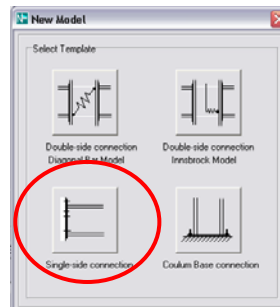 New Model
Select Template
Double-side connection
Diagonal Bar Model
Double-side connection
Innsbrock Model
Single-side connection
Coulum Base connection